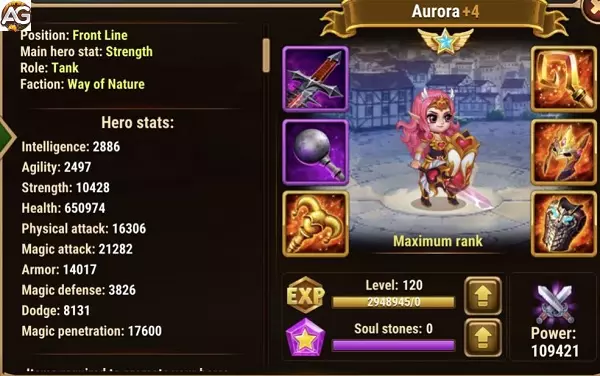 AG
Aurora+4
Position: Front Line
Main hero stat: Strength
Role: Tank
Faction: Way of Nature
Hero stats:
Intelligence: 2886
Agility: 2497
Strength: 10428
Health: 650974
Physical attack: 16306
Magic attack: 21282
Armor: 14017
Magic defense: 3826
Dodge: 8131
Magic penetration: 17600
Maximum rank
EXP
Level: 120
2948945/0
Soul stones: 0
Power:
109421